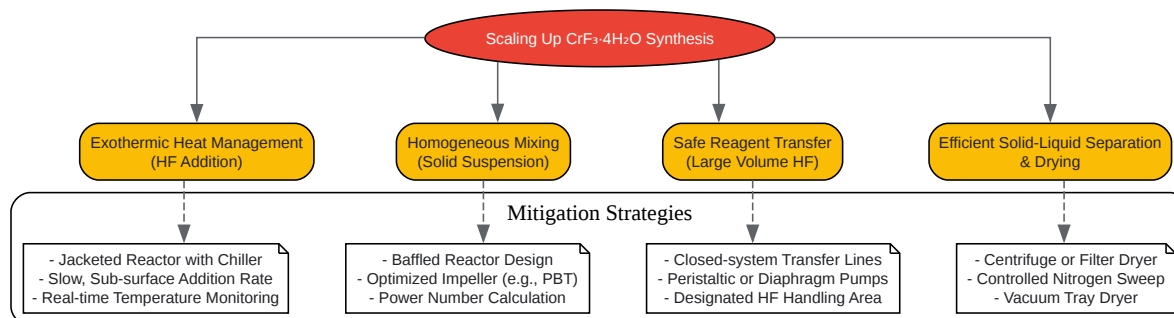 Scaling Up CrF₃·4H₂O Synthesis
Exothermic Heat Management
(HF Addition)
Homogeneous Mixing
(Solid Suspension)
Safe Reagent Transfer
(Large Volume HF)
Efficient Solid-Liquid Separation
& Drying
Mitigation Strategies
- Jacketed Reactor with Chiller
- Slow, Sub-surface Addition Rate
- Real-time Temperature Monitoring
- Baffled Reactor Design
- Optimized Impeller (e.g., PBT)
- Power Number Calculation
- Closed-system Transfer Lines
- Peristaltic or Diaphragm Pumps
- Designated HF Handling Area
- Centrifuge or Filter Dryer
- Controlled Nitrogen Sweep
- Vacuum Tray Dryer